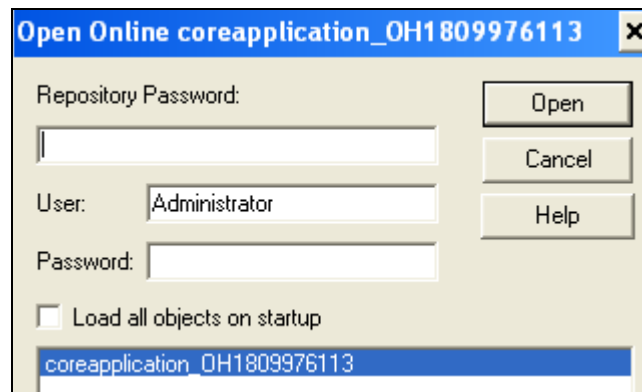 Open Online coreapplication_OH1809976113
Repository Password:
Open
Cancel
User: Administrator
Help
Password:
Load all objects on startup
coreapplication_OH1809976113